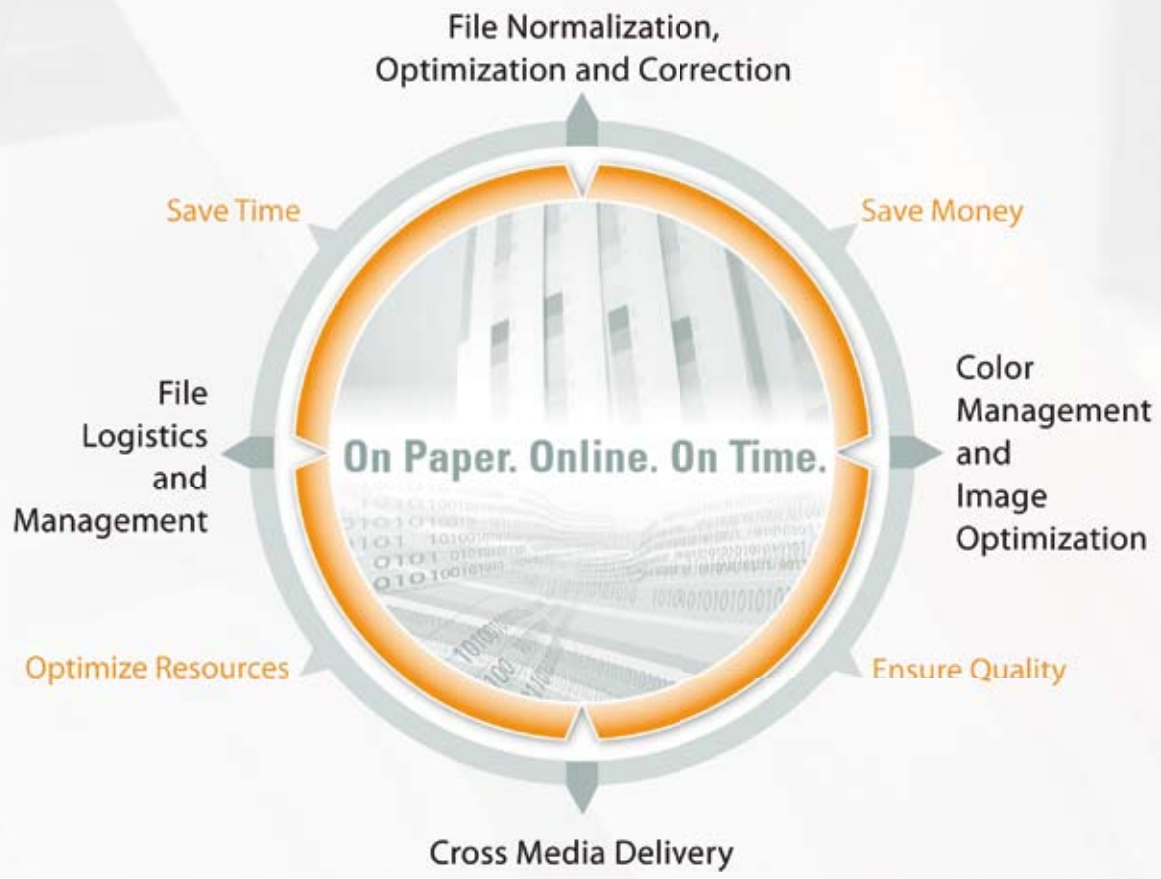 File Normalization,
Optimization and Correction
Save Time
Save Money
File
Logistics
and
Management
On Paper. Online. On Time.
Color
Management
and
Image
Optimization
Optimize Resources
Ensure Quality
Cross Media Delivery